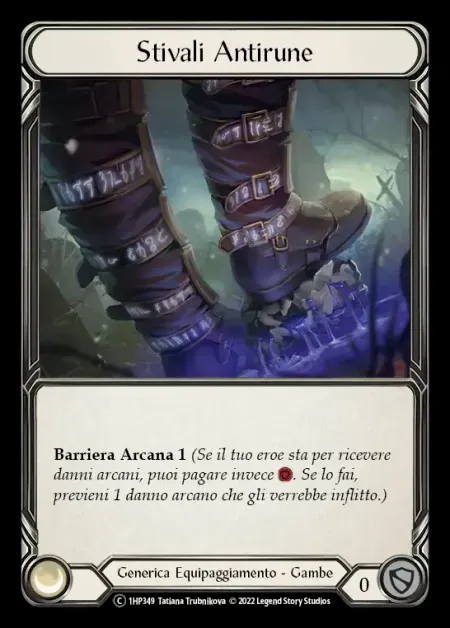 Stivali Antirune
Barriera Arcana 1 (Se il tuo eroe sta per ricevere
danni arcani, puoi pagare invece . Se lo fai,
previeni 1 danno arcano che gli verrebbe inflitto.)
Generica Equipaggiamento - Gambe
0
C 1HP349 Tatiana Trubnikova © 2022 Legend Story Studios